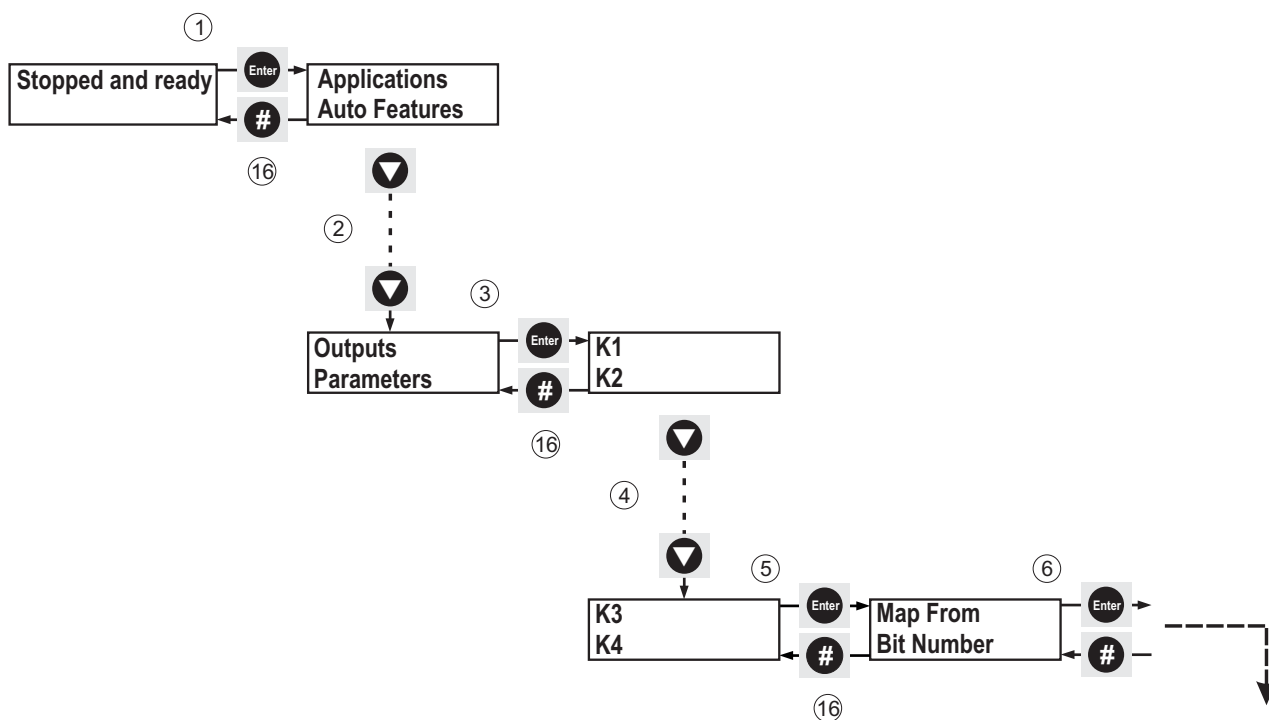 1
Stopped and ready
Enter
Applications
Auto Features
#
16
2
3
Outputs
Parameters
Enter
K1
K2
#
16
4
5
6
K3
K4
Enter
Map From
Bit Number
Enter
#
#
16